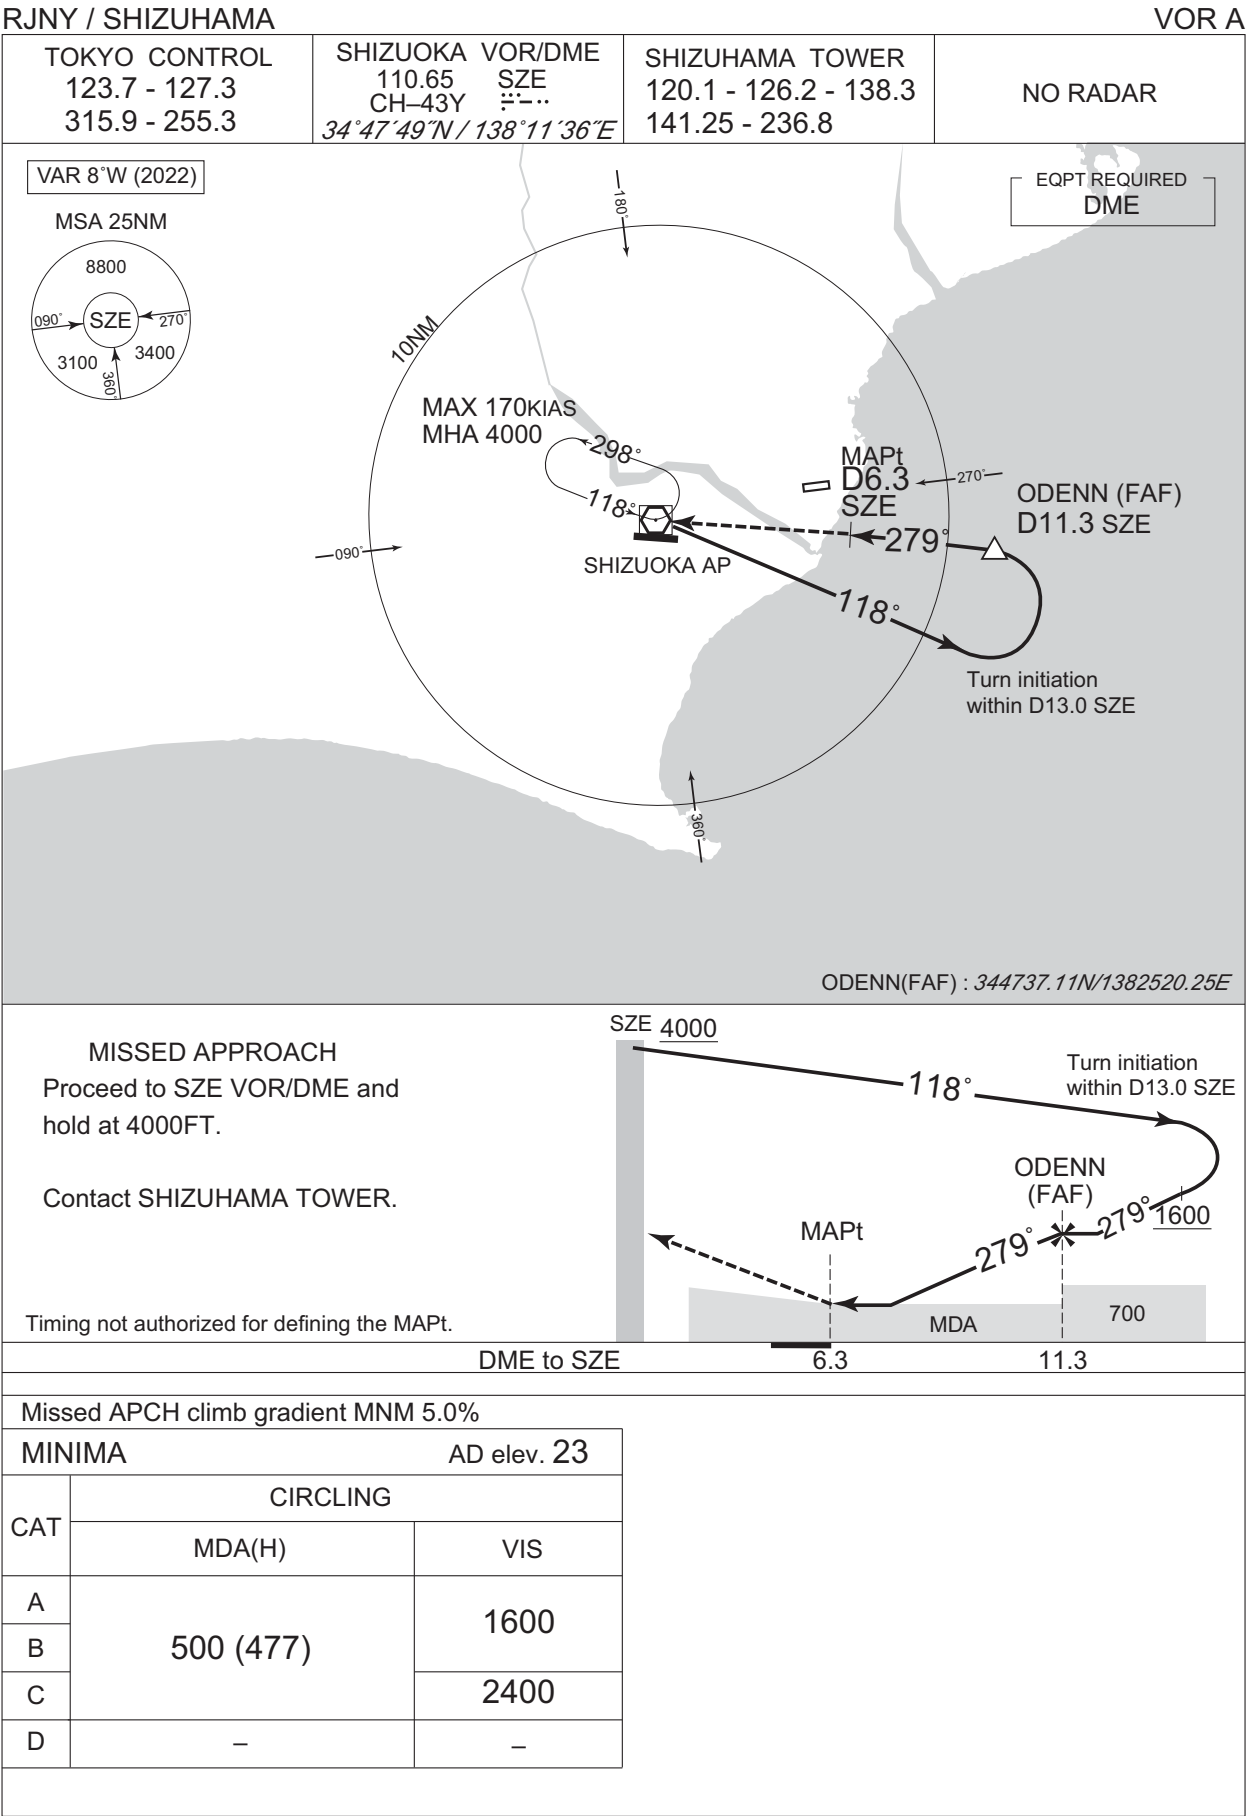 RJNY / SHIZUHAMA
VOR A
TOKYO CONTROL
123.7 - 127.3
315.9 - 255.3
SHIZUOKA VOR/DME
110.65 SZE
CH–43Y
34°47´49˝N / 138°11´36˝E
SHIZUHAMA TOWER
120.1 - 126.2 - 138.3
141.25 - 236.8
NO RADAR
VAR 8°W (2022)
MSA 25NM
8800
090°
SZE
270°
3100
3400
360°
EQPT REQUIRED
DME
180°
10NM
MAX 170KIAS
MHA 4000
298°
118°
MAPt
D6.3
SZE
270°
ODENN (FAF)
D11.3 SZE
279°
090°
SHIZUOKA AP
118°
Turn initiation
within D13.0 SZE
360°
ODENN(FAF) : 344737.11N/1382520.25E
MISSED APPROACH
Proceed to SZE VOR/DME and
hold at 4000FT.
Contact SHIZUHAMA TOWER.
Timing not authorized for defining the MAPt.
SZE 4000
118°
Turn initiation
within D13.0 SZE
ODENN
(FAF)
279°
1600
MAPt
279°
MDA
700
DME to SZE
6.3
11.3
Missed APCH climb gradient MNM 5.0%
MINIMA
AD elev. 23
CAT
CIRCLING
MDA(H)
VIS
A
B
C
500 (477)
1600
2400
D
–
–